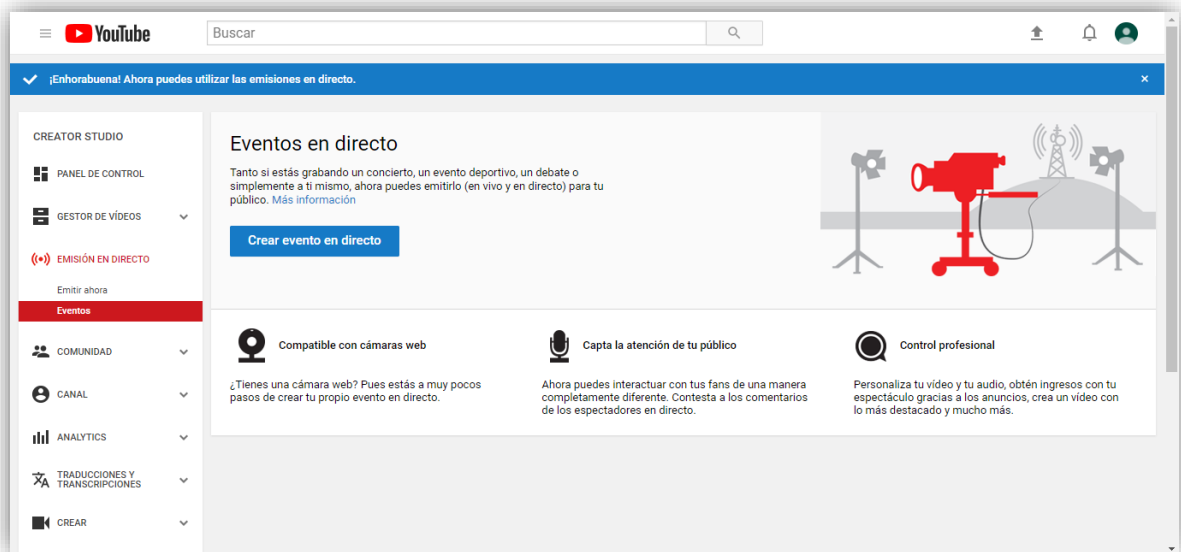 YouTube
Buscar
¡Enhorabuena! Ahora puedes utilizar las emisiones en directo.
CREATOR STUDIO
PANEL DE CONTROL
GESTOR DE VÍDEOS
EMISIÓN EN DIRECTO
Emitir ahora
Eventos
COMUNIDAD
CANAL
ANALYTICS
TRADUCCIONES Y
TRANSCRIPCIONES
CREAR
Eventos en directo
Tanto si estás grabando un concierto, un evento deportivo, un debate o
simplemente a ti mismo, ahora puedes emitirlo (en vivo y en directo) para tu
público. Más información
Crear evento en directo
Compatible con cámaras web
¿Tienes una cámara web? Pues estás a muy pocos
pasos de crear tu propio evento en directo.
Capta la atención de tu público
Ahora puedes interactuar con tus fans de una manera
completamente diferente. Contesta a los comentarios
de los espectadores en directo.
Control profesional
Personaliza tu vídeo y tu audio, obtén ingresos con tu
espectáculo gracias a los anuncios, crea un vídeo con
lo más destacado y mucho más.